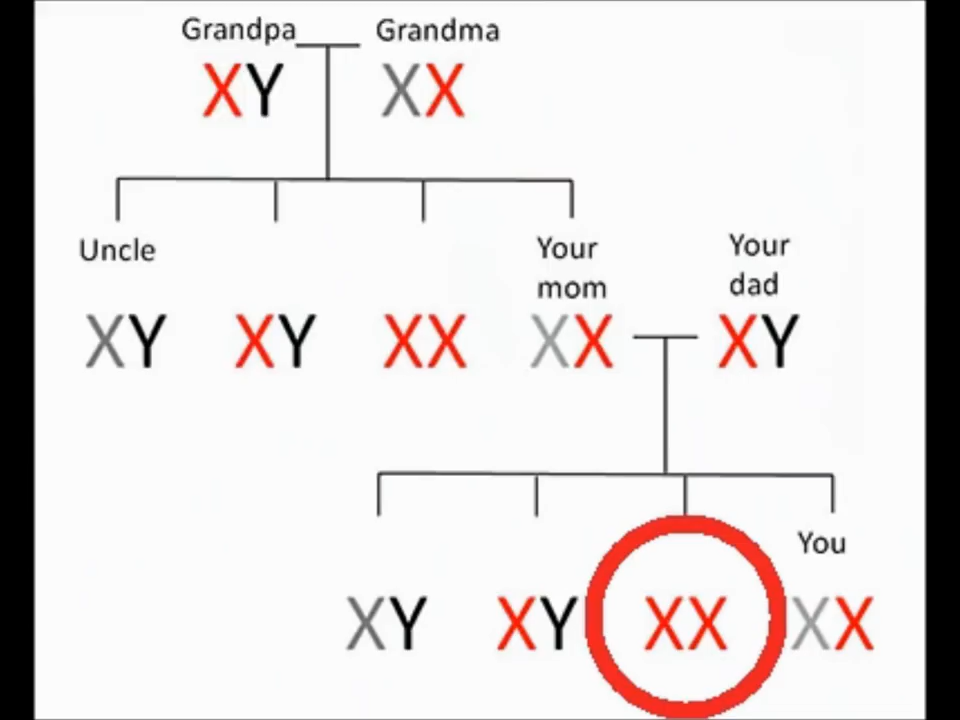 Grandpa Grandma
XY XX
Uncle
Your
mom
Your
dad
XY XY XX XX XY
You
XY XY XX XX